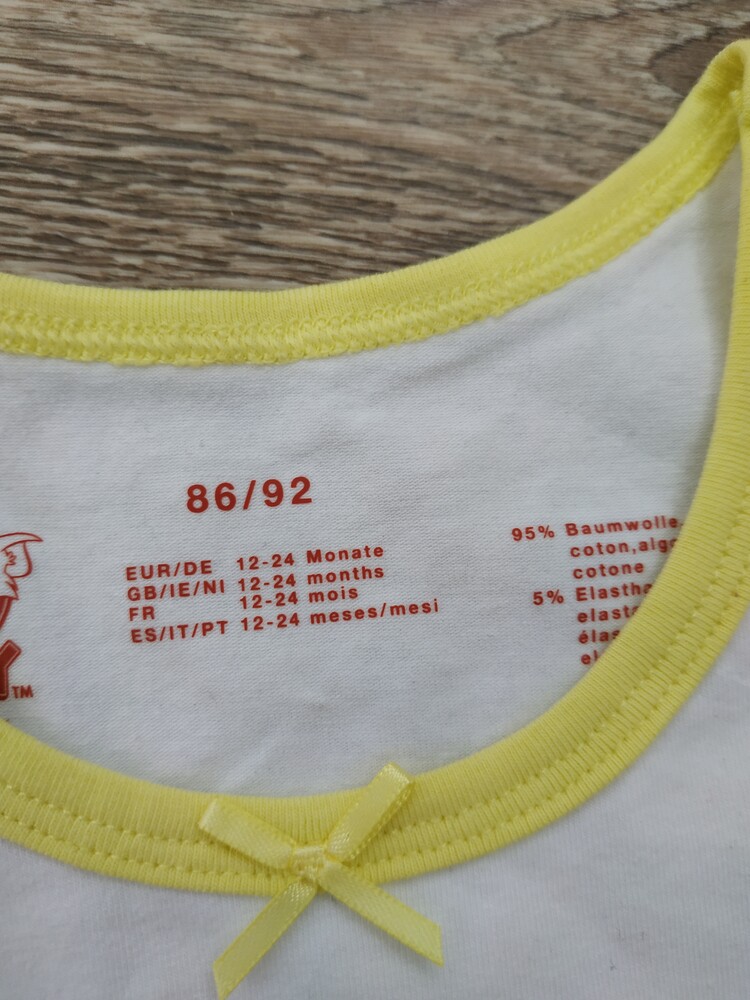 86/92
EUR/DE 12-24 Monate
GB/IE/NI 12-24 months
FR 12-24 mois
ES/IT/PT 12-24 meses/mesi
95% Baumwolle
coton,
cotone
5%
TM